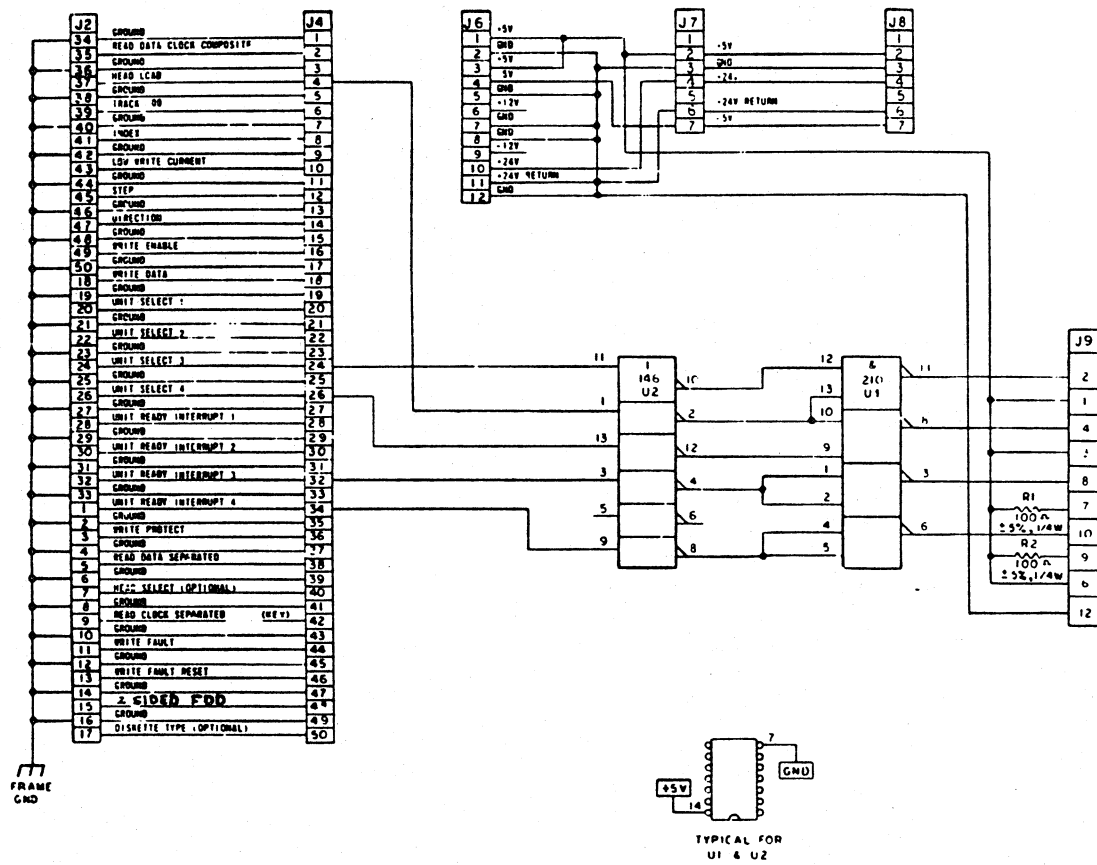 J2 J4
GROUND
34 1
READ DATA CLOCK COMPOSITE
35 2
GROUND
36 3
HEAD LOAD
37 4
GROUND
38 5
TRACK 00
39 6
GROUND
40 7
INDEX
41 8
GROUND
42 9
LOW WRITE CURRENT
43 10
GROUND
44 11
STEP
45 12
GROUND
46 13
DIRECTION
47 14
GROUND
48 15
WRITE ENABLE
49 16
GROUND
50 17
WRITE DATA
18 18
GROUND
19 19
UNIT SELECT 1
20 20
GROUND
21 21
UNIT SELECT 2
22 22
GROUND
23 23
UNIT SELECT 3
24 24
GROUND
25 25
UNIT SELECT 4
26 26
GROUND
27 27
UNIT READY INTERRUPT 1
28 28
GROUND
29 29
UNIT READY INTERRUPT 2
30 30
GROUND
31 31
UNIT READY INTERRUPT 3
32 32
GROUND
33 33
UNIT READY INTERRUPT 4
1 34
GROUND
2 35
WRITE PROTECT
3 36
GROUND
4 37
READ DATA SEPARATED
5 38
GROUND
6 39
HEAD SELECT (OPTIONAL)
7 40
GROUND
8 41
READ CLOCK SEPARATED (KEY)
9 42
GROUND
10 43
WRITE FAULT
11 44
GROUND
12 45
WRITE FAULT RESET
13 46
GROUND
14 47
2 SIDED FDD
15 48
GROUND
16 49
DISKETTE TYPE (OPTIONAL)
17 50
FRAME
GND
J6
1 +5V
2 GND
3 +5V
4 5V
5 GND
6 +12V
7 GND
8 GND
9 -12V
10 +24V
11 +24V RETURN
12 GND
J7 J8
1 1
2 +5V 2
3 GND 3
4 +24. 4
5 5
6 +24V RETURN 6
7 -5V 7
11 1 10
146
U2
1 2
13 12
3 4
5 6
9 8
12 & 11
13 210
U1
10
9
1 3
2
4 6
5
J9
2
1
4
8
7
10
9
6
12
R1
100 Ω
±5%, 1/4W
R2
100 Ω
±5%, 1/4W
7
GND
+5V
14
TYPICAL FOR
U1 & U2